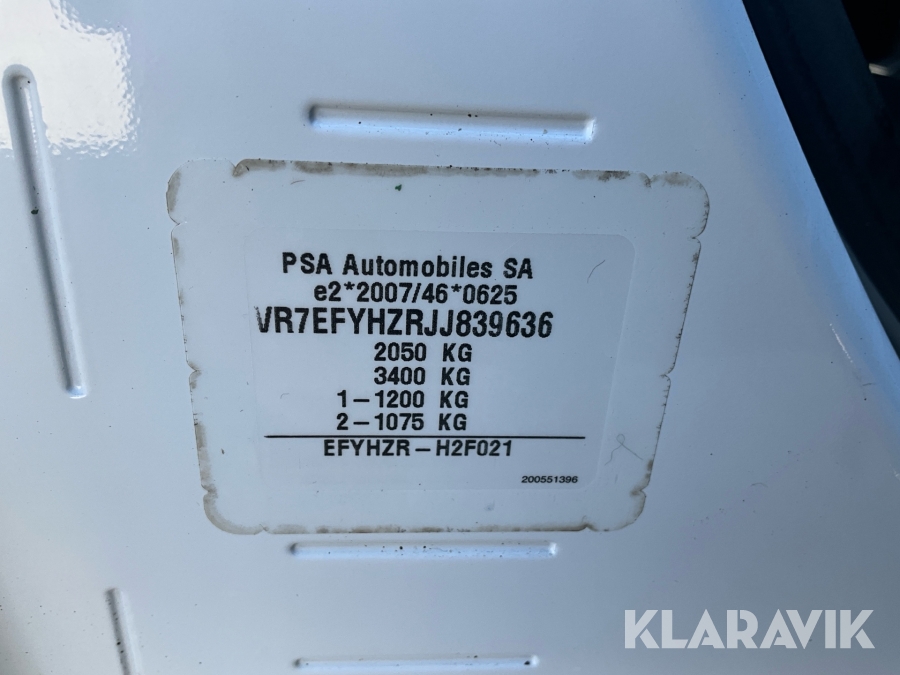 PSA Automobiles SA
e2*2007/46*0625
VR7EFYHZRJJ839636
2050 KG
3400 KG
1-1200 KG
2-1075 KG
EFYHZR-H2F021
200551396
KLARAVIK